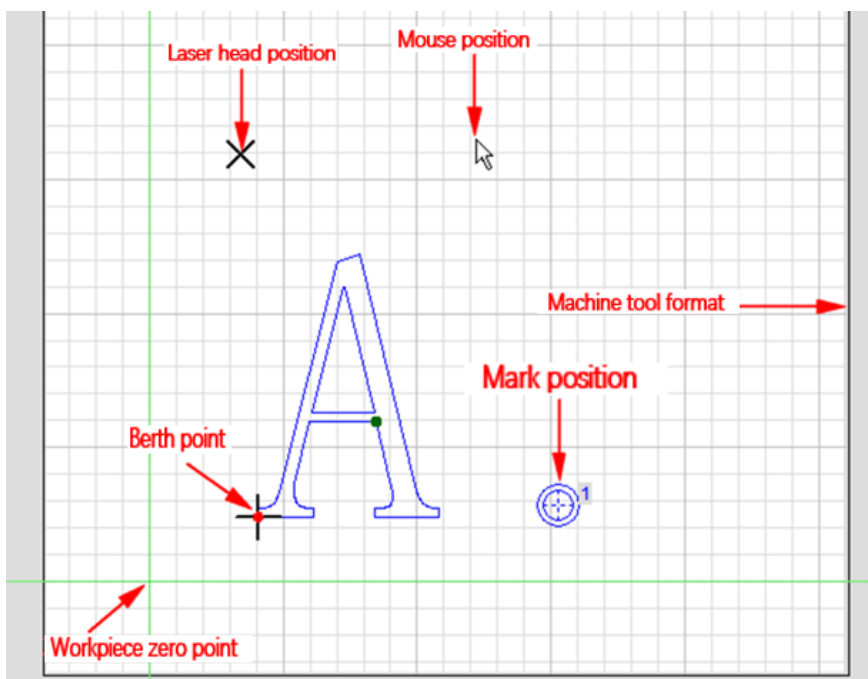 Mouse position
Laser head position
Machine tool format
Mark position
Berth point
1
A
Workpiece zero point